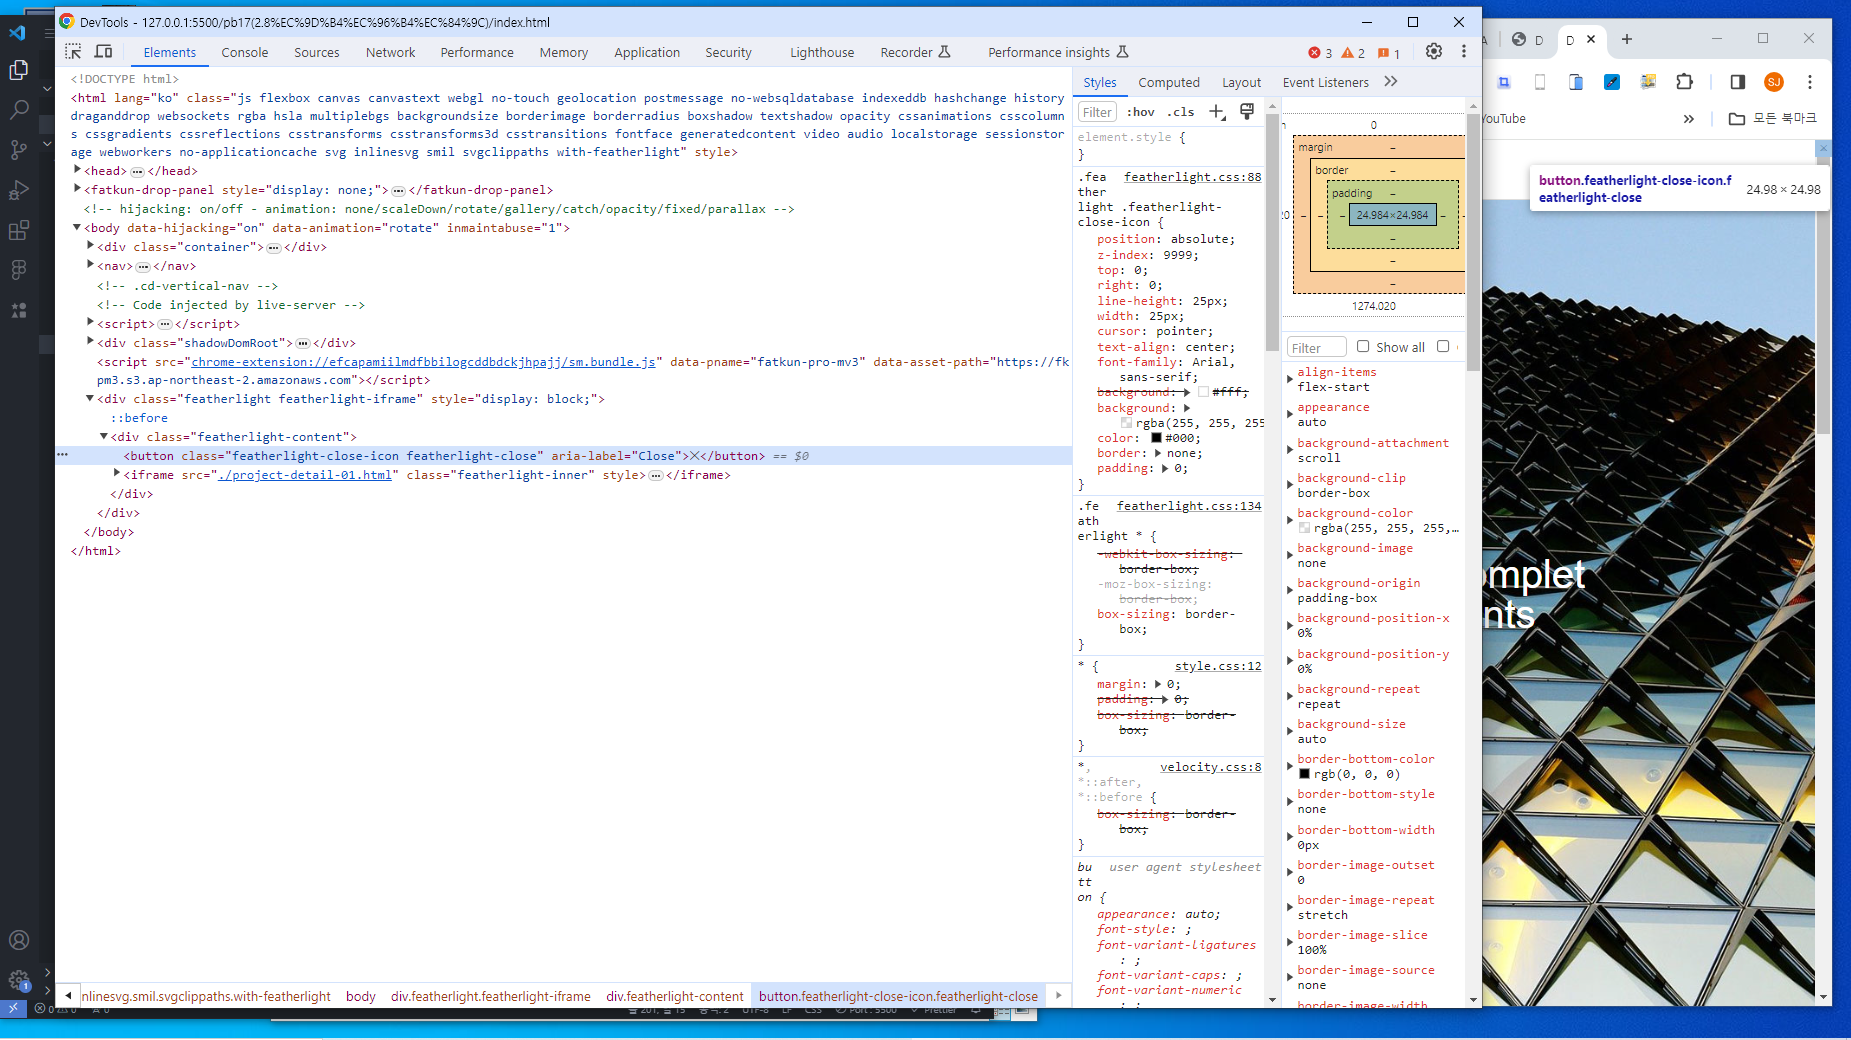 DevTools - 127.0.0.1:5500/pb17(2.8%EC%9D%B4%EC%96%B4%EC%84%9C)/index.html
Elements Console Sources Network Performance Memory Application Security Lighthouse Recorder Performance insights 3 2 1
<!DOCTYPE html>
<html lang="ko" class="js flexbox canvas canvastext webgl no-touch geolocation postmessage no-websqldatabase indexeddb hashchange history
draganddrop websockets rgba hsla multiplebgs backgroundsize borderimage borderradius boxshadow textshadow opacity cssanimations csscolumn
s cssgradients cssreflections csstransforms csstransforms3d csstransitions fontface generatedcontent video audio localstorage sessionstor
age webworkers no-applicationcache svg inlinesvg smil svgclippaths with-featherlight" style>
<head>…</head>
<fatkun-drop-panel style="display: none;">…</fatkun-drop-panel>
<!-- hijacking: on/off - animation: none/scaleDown/rotate/gallery/catch/opacity/fixed/parallax -->
<body data-hijacking="on" data-animation="rotate" inmaintabuse="1">
<div class="container">…</div>
<nav>…</nav>
<!-- .cd-vertical-nav -->
<!-- Code injected by live-server -->
<script>…</script>
<div class="shadowDomRoot">…</div>
<script src="chrome-extension://efcapamiilmdfbbilogcddbdckjhpajj/sm.bundle.js" data-pname="fatkun-pro-mv3" data-asset-path="https://fk
pm3.s3.ap-northeast-2.amazonaws.com"></script>
<div class="featherlight featherlight-iframe" style="display: block;">
::before
<div class="featherlight-content">
<button class="featherlight-close-icon featherlight-close" aria-label="Close">✕</button> == $0
<iframe src="./project-detail-01.html" class="featherlight-inner" style>…</iframe>
</div>
</div>
</body>
</html>
nlinesvg.smil.svgclippaths.with-featherlight body div.featherlight.featherlight-iframe div.featherlight-content button.featherlight-close-icon.featherlight-close
Styles Computed Layout Event Listeners
Filter :hov .cls
element.style {
}
.fea featherlight.css:88
ther
light .featherlight-
close-icon {
position: absolute;
z-index: 9999;
top: 0;
right: 0;
line-height: 25px;
width: 25px;
cursor: pointer;
text-align: center;
font-family: Arial,
sans-serif;
background: #fff;
background:
rgba(255, 255, 255
color: #000;
border: none;
padding: 0;
}
.fe featherlight.css:134
ath
erlight * {
-webkit-box-sizing:
border-box;
-moz-box-sizing:
border-box;
box-sizing: border-
box;
}
* { style.css:12
margin: 0;
padding: 0;
box-sizing: border-
box;
}
*, velocity.css:8
*::after,
*::before {
box-sizing: border-
box;
}
bu user agent stylesheet
tt
on {
appearance: auto;
font-style: ;
font-variant-ligatures
: ;
font-variant-caps: ;
font-variant-numeric
: ;
0
margin –
border –
padding –
24.984×24.984
1274.020
Filter Show all
align-items
flex-start
appearance
auto
background-attachment
scroll
background-clip
border-box
background-color
rgba(255, 255, 255,…
background-image
none
background-origin
padding-box
background-position-x
0%
background-position-y
0%
background-repeat
repeat
background-size
auto
border-bottom-color
rgb(0, 0, 0)
border-bottom-style
none
border-bottom-width
0px
border-image-outset
0
border-image-repeat
stretch
border-image-slice
100%
border-image-source
none
border-image-width
D D
SJ
YouTube 모든 북마크
button.featherlight-close-icon.f
eatherlight-close
24.98 × 24.98
omplet
nts
1